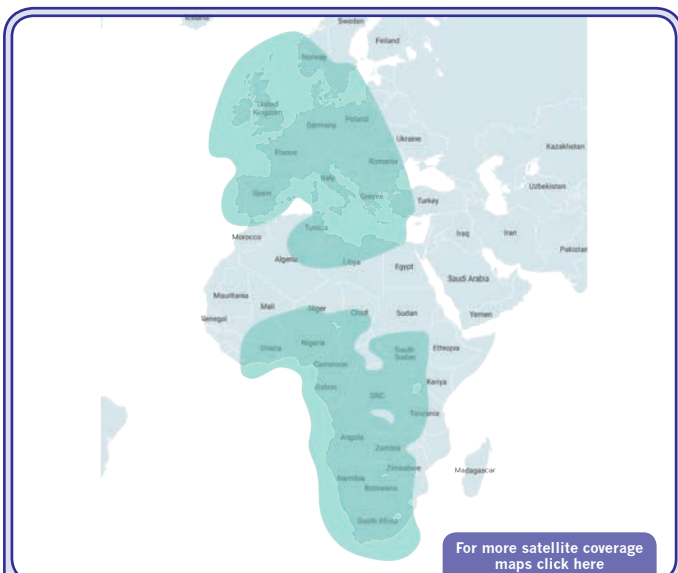 Sweden
Finland
Norway
United
Kingdom
Germany
Poland
Ukraine
France
Kazakhstan
Romania
Italy
Uzbekistan
Spain
Greece
Turkey
Tunisia
Morocco
Iraq
Iran
Pakistan
Algeria
Libya
Egypt
Saudi Arabia
Mauritania
Mali
Niger
Chad
Sudan
Yemen
Senegal
Ghana
Nigeria
South
Sudan
Ethiopia
Cameroon
Gabon
Kenya
DRC
Tanzania
Angola
Zambia
Zimbabwe
Madagascar
Namibia
Botswana
South Africa
For more satellite coverage
maps click here